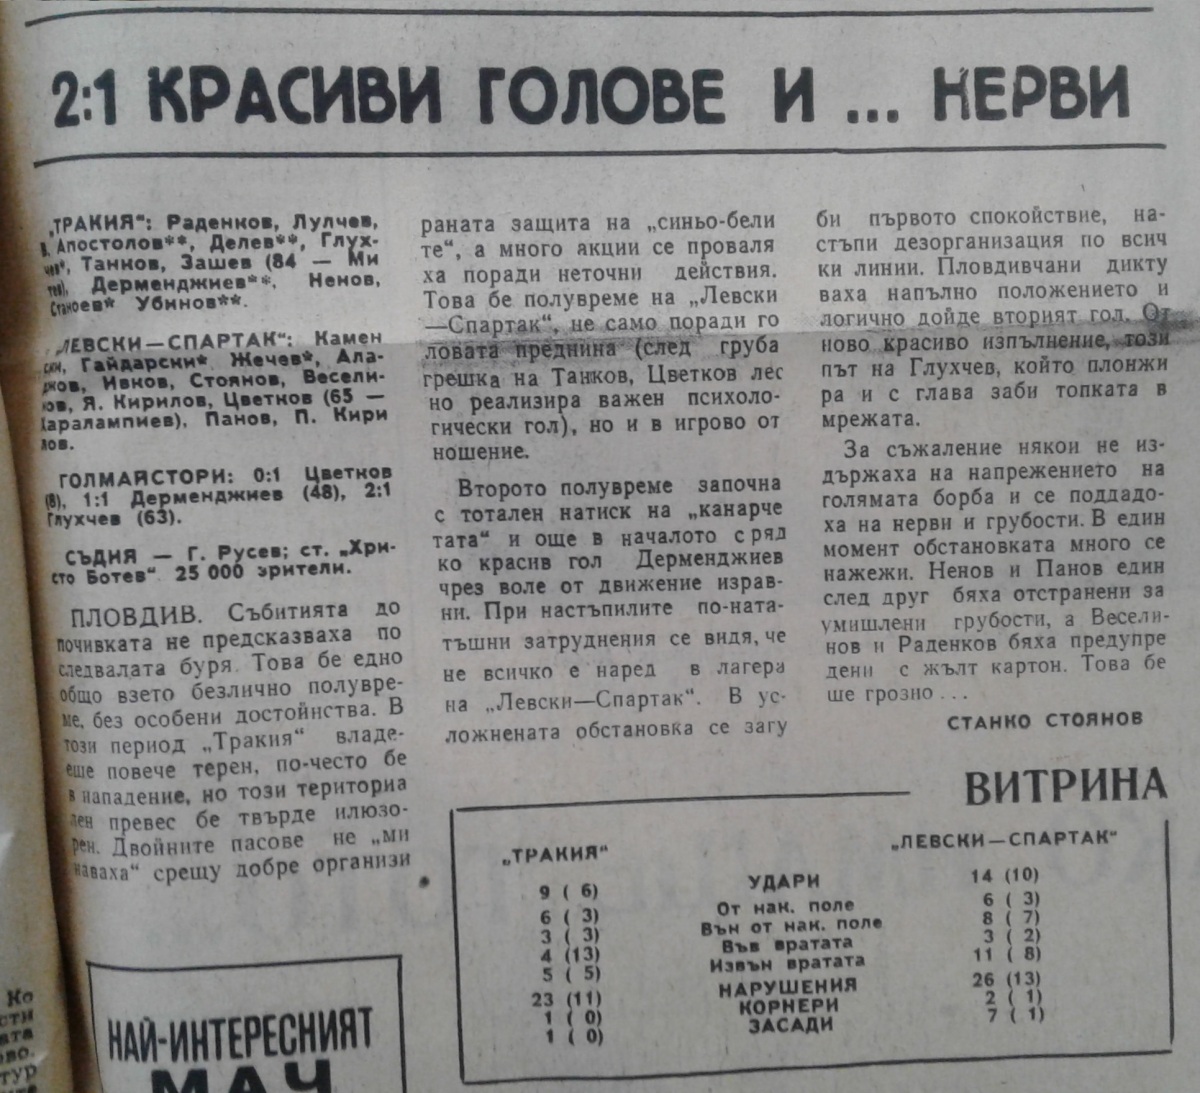 2:1 КРАСИВИ ГОЛОВЕ И ... НЕРВИ
„ТРАКИЯ“: Раденков, Лулчев,
Апостолов**, Делев**, Глух-
чев*, Танков, Зашев (84 — Ми
тев), Дерменджиев**, Ненов,
Станоев* Убинов**.
„ЛЕВСКИ—СПАРТАК“: Камен
ски, Гайдарски* Жечев*, Ала-
джов, Ивков, Стоянов, Весели-
нов, Я. Кирилов, Цветков (65 —
Харалампиев), Панов, П. Кири
лов.
ГОЛМАЙСТОРИ: 0:1 Цветков
(8), 1:1 Дерменджиев (48), 2:1
Глухчев (63).
СЪДИЯ — Г. Русев; ст. „Хри-
сто Ботев“ 25 000 зрители.
ПЛОВДИВ. Събитията до
почивката не предсказваха по
следвалата буря. Това бе едно
общо взето безлично полувре-
ме, без особени достойнства. В
този период „Тракия“ владе-
еше повече терен, по-често бе
в нападение, но този териториа
лен превес бе твърде илюзо-
рен. Двойните пасове не „ми
наваха“ срещу добре организи
раната защита на „синьо-бели
те“, а много акции се проваля
ха поради неточни действия.
Това бе полувреме на „Левски
—Спартак“, не само поради го
ловата преднина (след груба
грешка на Танков, Цветков лес
но реализира важен психоло-
гически гол), но и в игрово от
ношение.
Второто полувреме започна
с тотален натиск на „канарче
тата“ и още в началото с ряд
ко красив гол Дерменджиев
чрез воле от движение израв-
ни. При настъпилите по-ната-
тъшни затруднения се видя, че
не всичко е наред в лагера
на „Левски—Спартак“. В ус-
ложнената обстановка се загу
би първото спокойствие, на-
стъпи дезорганизация по всич
ки линии. Пловдивчани дикту
ваха напълно положението и
логично дойде вторият гол. От
ново красиво изпълнение, този
път на Глухчев, който плонжи
ра и с глава заби топката в
мрежата.
За съжаление някои не из-
държаха на напрежението на
голямата борба и се поддадо-
ха на нерви и грубости. В един
момент обстановката много се
нажежи. Ненов и Панов един
след друг бяха отстранени за
умишлени грубости, а Весели-
нов и Раденков бяха предупре
дени с жълт картон. Това бе
ше грозно ...
СТАНКО СТОЯНОВ
ВИТРИНА
„ТРАКИЯ“ „ЛЕВСКИ—СПАРТАК“
9 ( 6) УДАРИ 14 (10)
6 ( 3) От нак. поле 6 ( 3)
3 ( 3) Вън от нак. поле 8 ( 7)
4 (13) Във вратата 3 ( 2)
5 ( 5) Извън вратата 11 ( 8)
23 (11) НАРУШЕНИЯ 26 (13)
1 ( 0) КОРНЕРИ 2 ( 1)
1 ( 0) ЗАСАДИ 7 ( 1)
НАЙ-ИНТЕРЕСНИЯТ
МАЧ